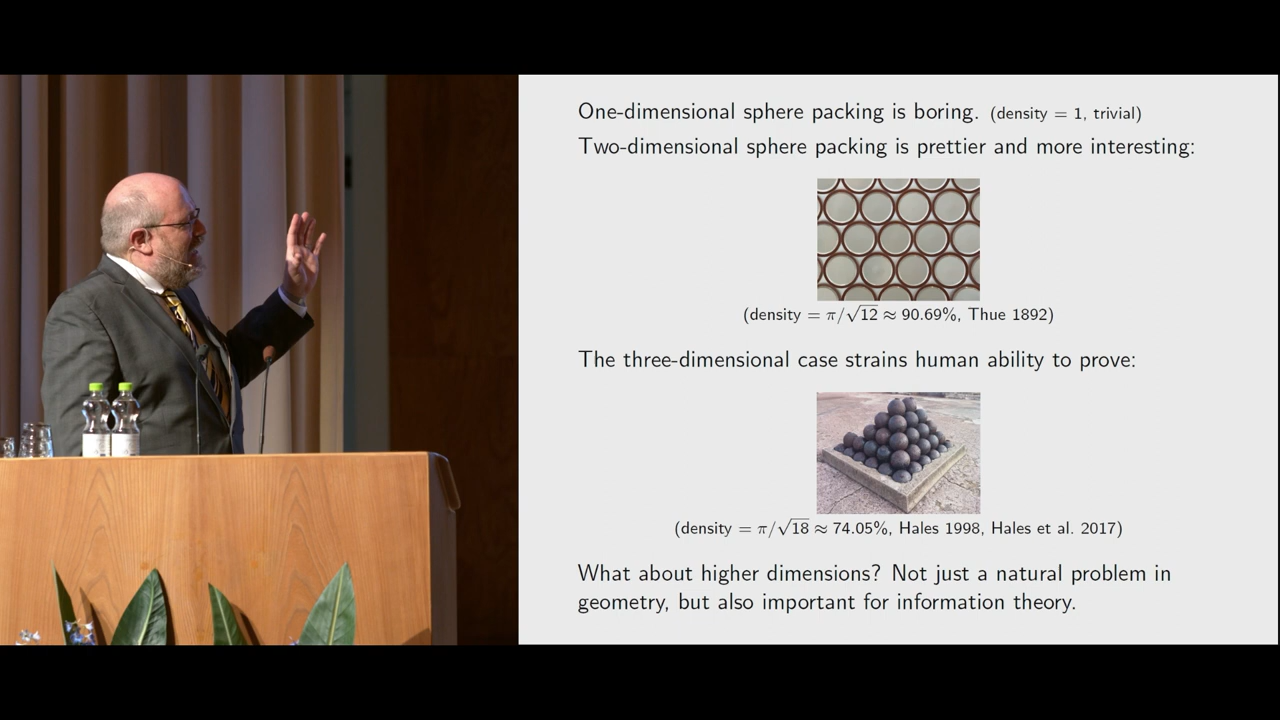 One-dimensional sphere packing is boring. (density = 1, trivial)
Two-dimensional sphere packing is prettier and more interesting:
(density = π/√12 ≈ 90.69%, Thue 1892)
The three-dimensional case strains human ability to prove:
(density = π/√18 ≈ 74.05%, Hales 1998, Hales et al. 2017)
What about higher dimensions? Not just a natural problem in
geometry, but also important for information theory.